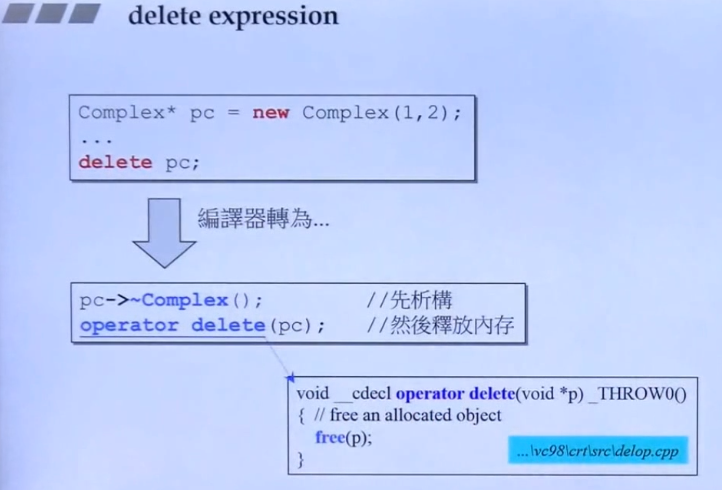 delete expression
Complex* pc = new Complex(1,2);
...
delete pc;
編譯器轉為...
pc->~Complex(); //先析構
operator delete(pc); //然後釋放內存
void __cdecl operator delete(void *p) _THROW0()
{ // free an allocated object
free(p);
}
...\vc98\crt\src\delop.cpp